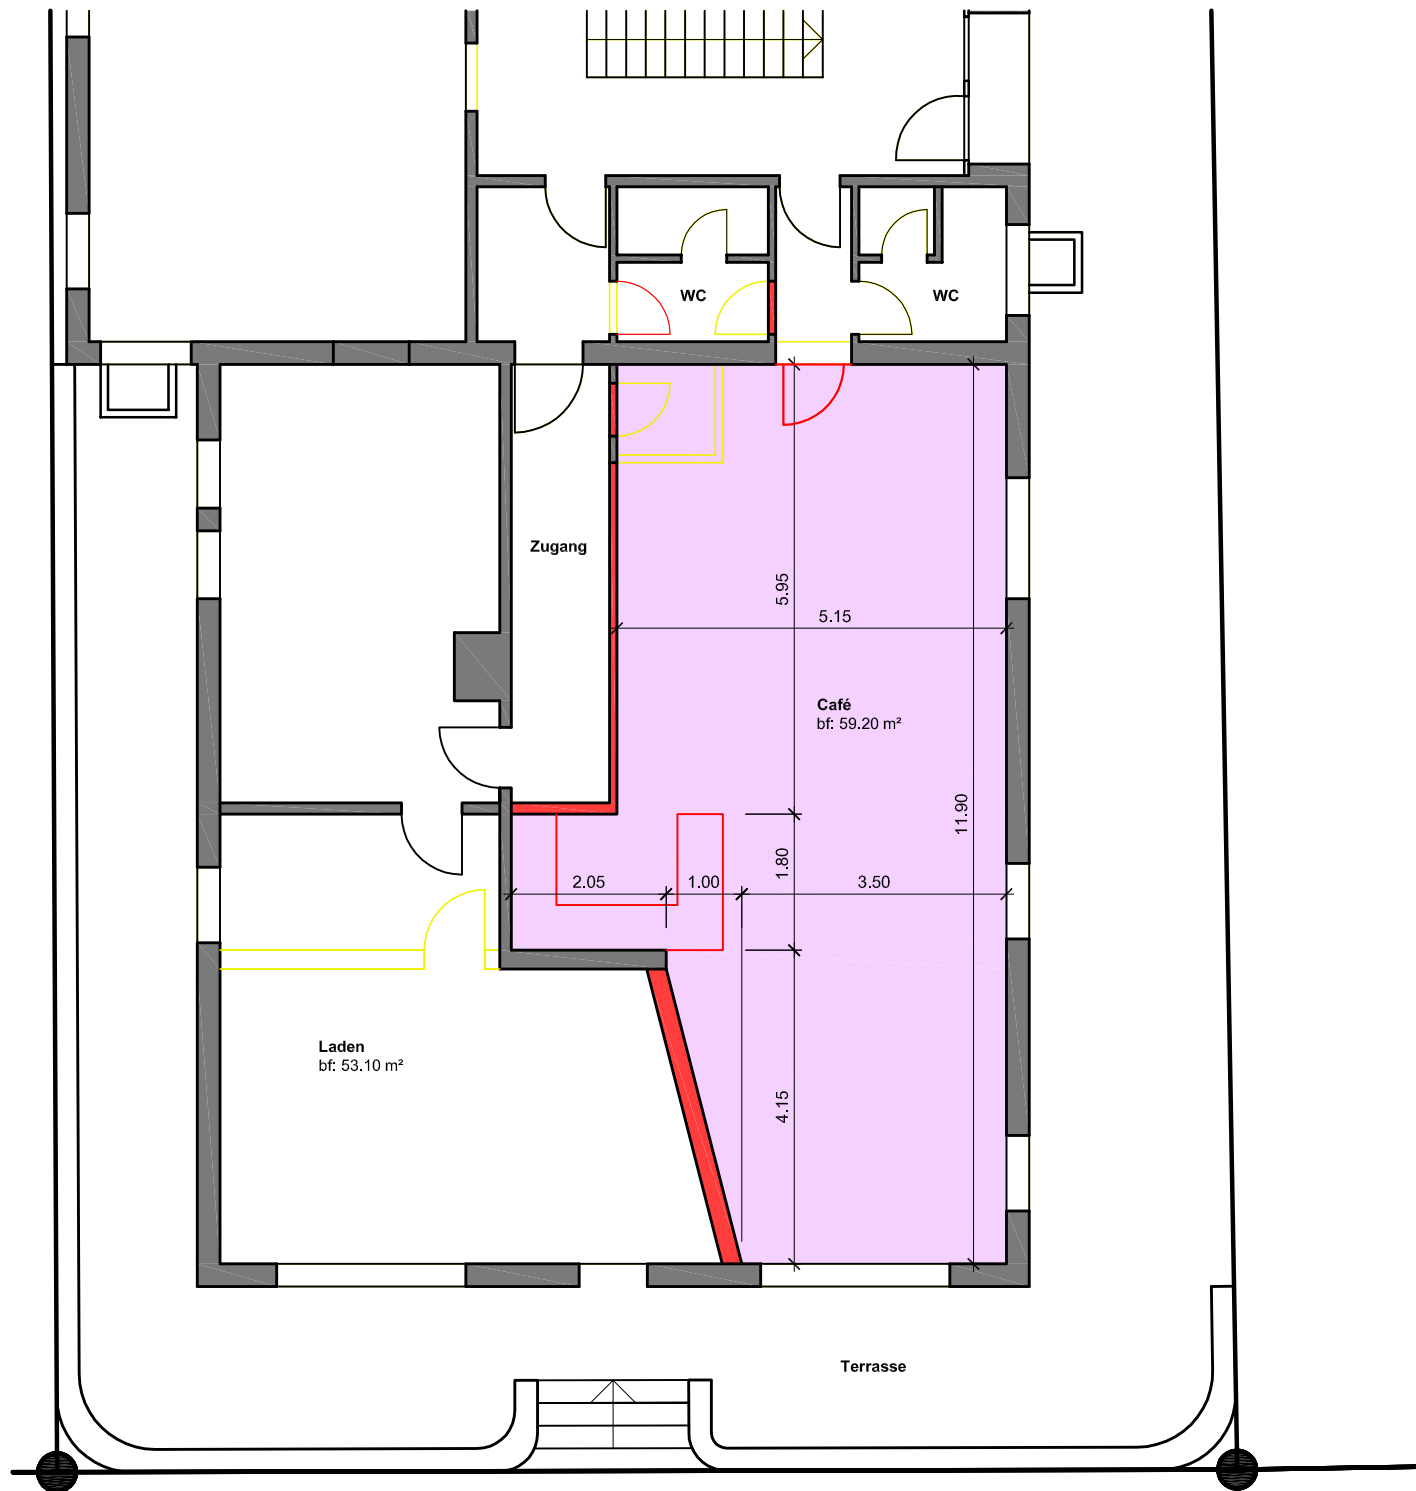 WC
WC
Zugang
5.95
5.15
Café
bf: 59.20 m²
11.90
1.80
2.05
1.00
3.50
Laden
bf: 53.10 m²
4.15
Terrasse